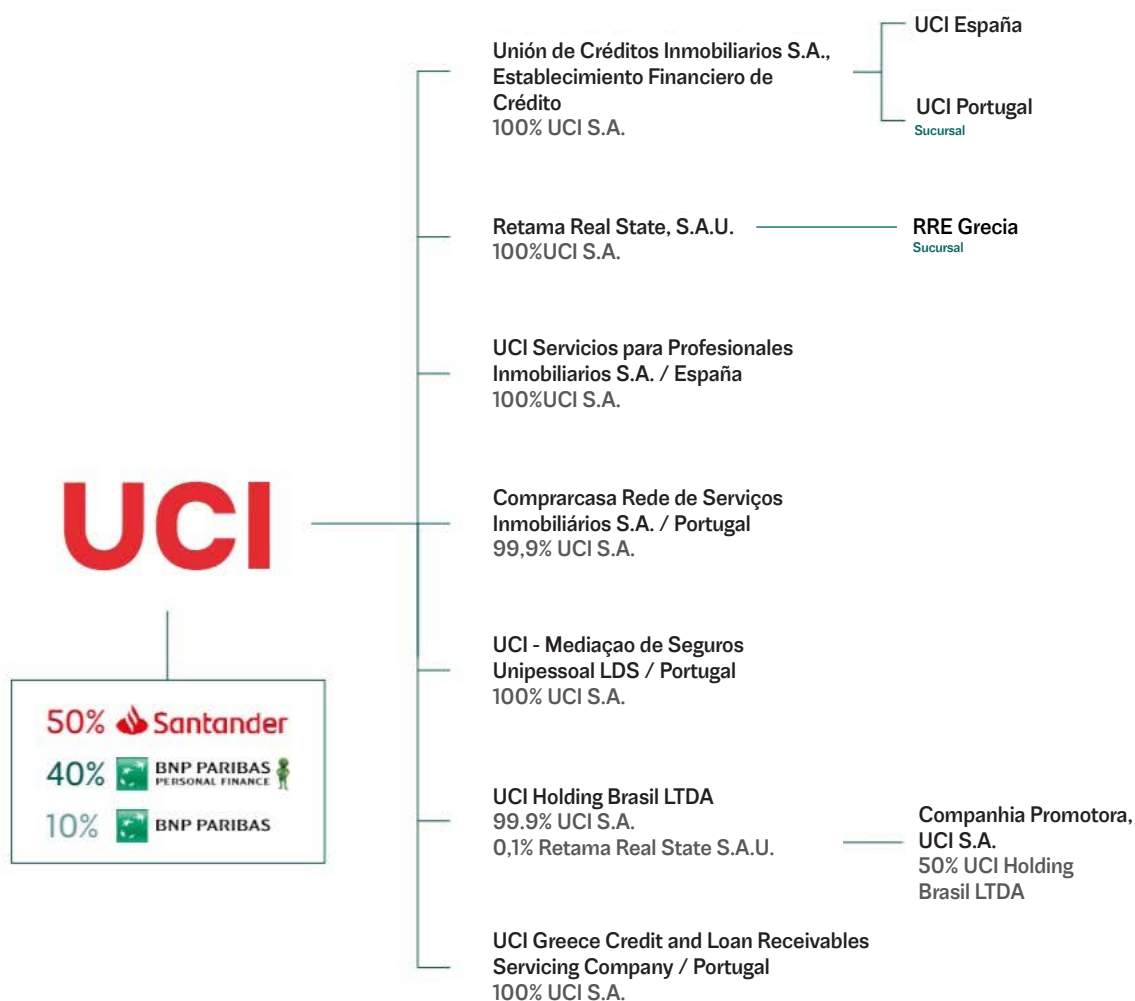 Unión de Créditos Inmobiliarios S.A.,
Establecimiento Financiero de
Crédito
100% UCI S.A.
UCI España
UCI Portugal
Sucursal
Retama Real State, S.A.U.
100%UCI S.A.
RRE Grecia
Sucursal
UCI Servicios para Profesionales
Inmobiliarios S.A. / España
100%UCI S.A.
UCI
Comprarcasa Rede de Serviços
Inmobiliários S.A. / Portugal
99,9% UCI S.A.
UCI - Mediaçao de Seguros
Unipessoal LDS / Portugal
100% UCI S.A.
50% Santander
40% BNP PARIBAS
PERSONAL FINANCE
10% BNP PARIBAS
UCI Holding Brasil LTDA
99.9% UCI S.A.
0,1% Retama Real State S.A.U.
Companhia Promotora,
UCI S.A.
50% UCI Holding
Brasil LTDA
UCI Greece Credit and Loan Receivables
Servicing Company / Portugal
100% UCI S.A.